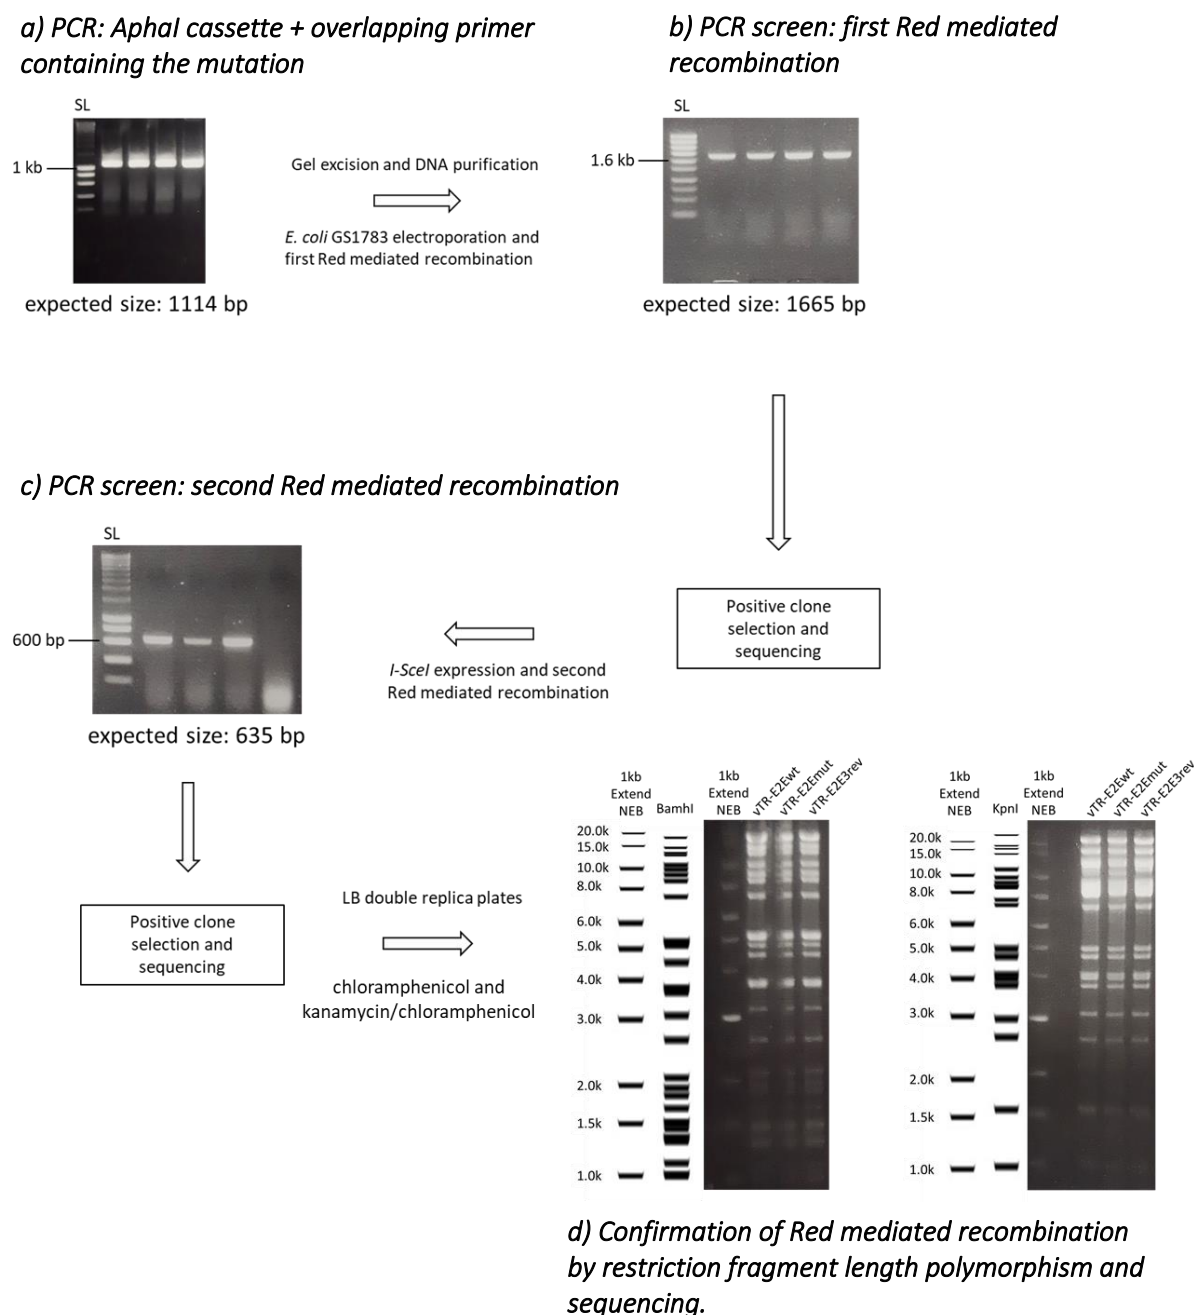 a) PCR: AphaI cassette + overlapping primer
containing the mutation
SL
1 kb
expected size: 1114 bp
Gel excision and DNA purification
E. coli GS1783 electroporation and
first Red mediated recombination
b) PCR screen: first Red mediated
recombination
SL
1.6 kb
expected size: 1665 bp
Positive clone
selection and
sequencing
I-SceI expression and second
Red mediated recombination
c) PCR screen: second Red mediated recombination
SL
600 bp
expected size: 635 bp
Positive clone
selection and
sequencing
LB double replica plates
chloramphenicol and
kanamycin/chloramphenicol
1kb
Extend
NEB
BamhI
1kb
Extend
NEB
vTR-E2Ewt
vTR-E2Emut
vTR-E2E3rev
20.0k
15.0k
10.0k
8.0k
6.0k
5.0k
4.0k
3.0k
2.0k
1.5k
1.0k
1kb
Extend
NEB
KpnI
1kb
Extend
NEB
vTR-E2Ewt
vTR-E2Emut
vTR-E2E3rev
20.0k
15.0k
10.0k
8.0k
6.0k
5.0k
4.0k
3.0k
2.0k
1.5k
1.0k
d) Confirmation of Red mediated recombination
by restriction fragment length polymorphism and
sequencing.